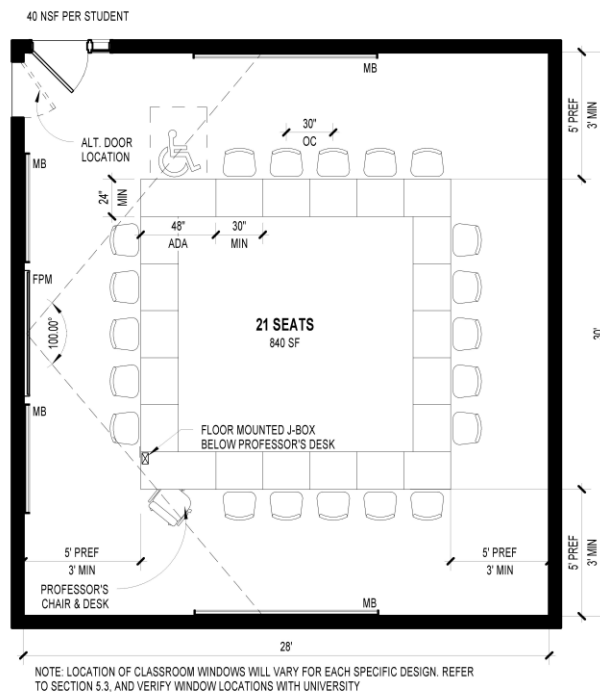 40 NSF PER STUDENT
MB
ALT. DOOR
LOCATION
30"
OC
5' PREF
3' MIN
MB
24"
MIN
48"
ADA
30"
MIN
FPM
100.00°
21 SEATS
840 SF
30'
MB
FLOOR MOUNTED J-BOX
BELOW PROFESSOR'S DESK
5' PREF
3' MIN
5' PREF
3' MIN
5' PREF
3' MIN
PROFESSOR'S
CHAIR & DESK
MB
28'
NOTE: LOCATION OF CLASSROOM WINDOWS WILL VARY FOR EACH SPECIFIC DESIGN. REFER
TO SECTION 5.3, AND VERIFY WINDOW LOCATIONS WITH UNIVERSITY